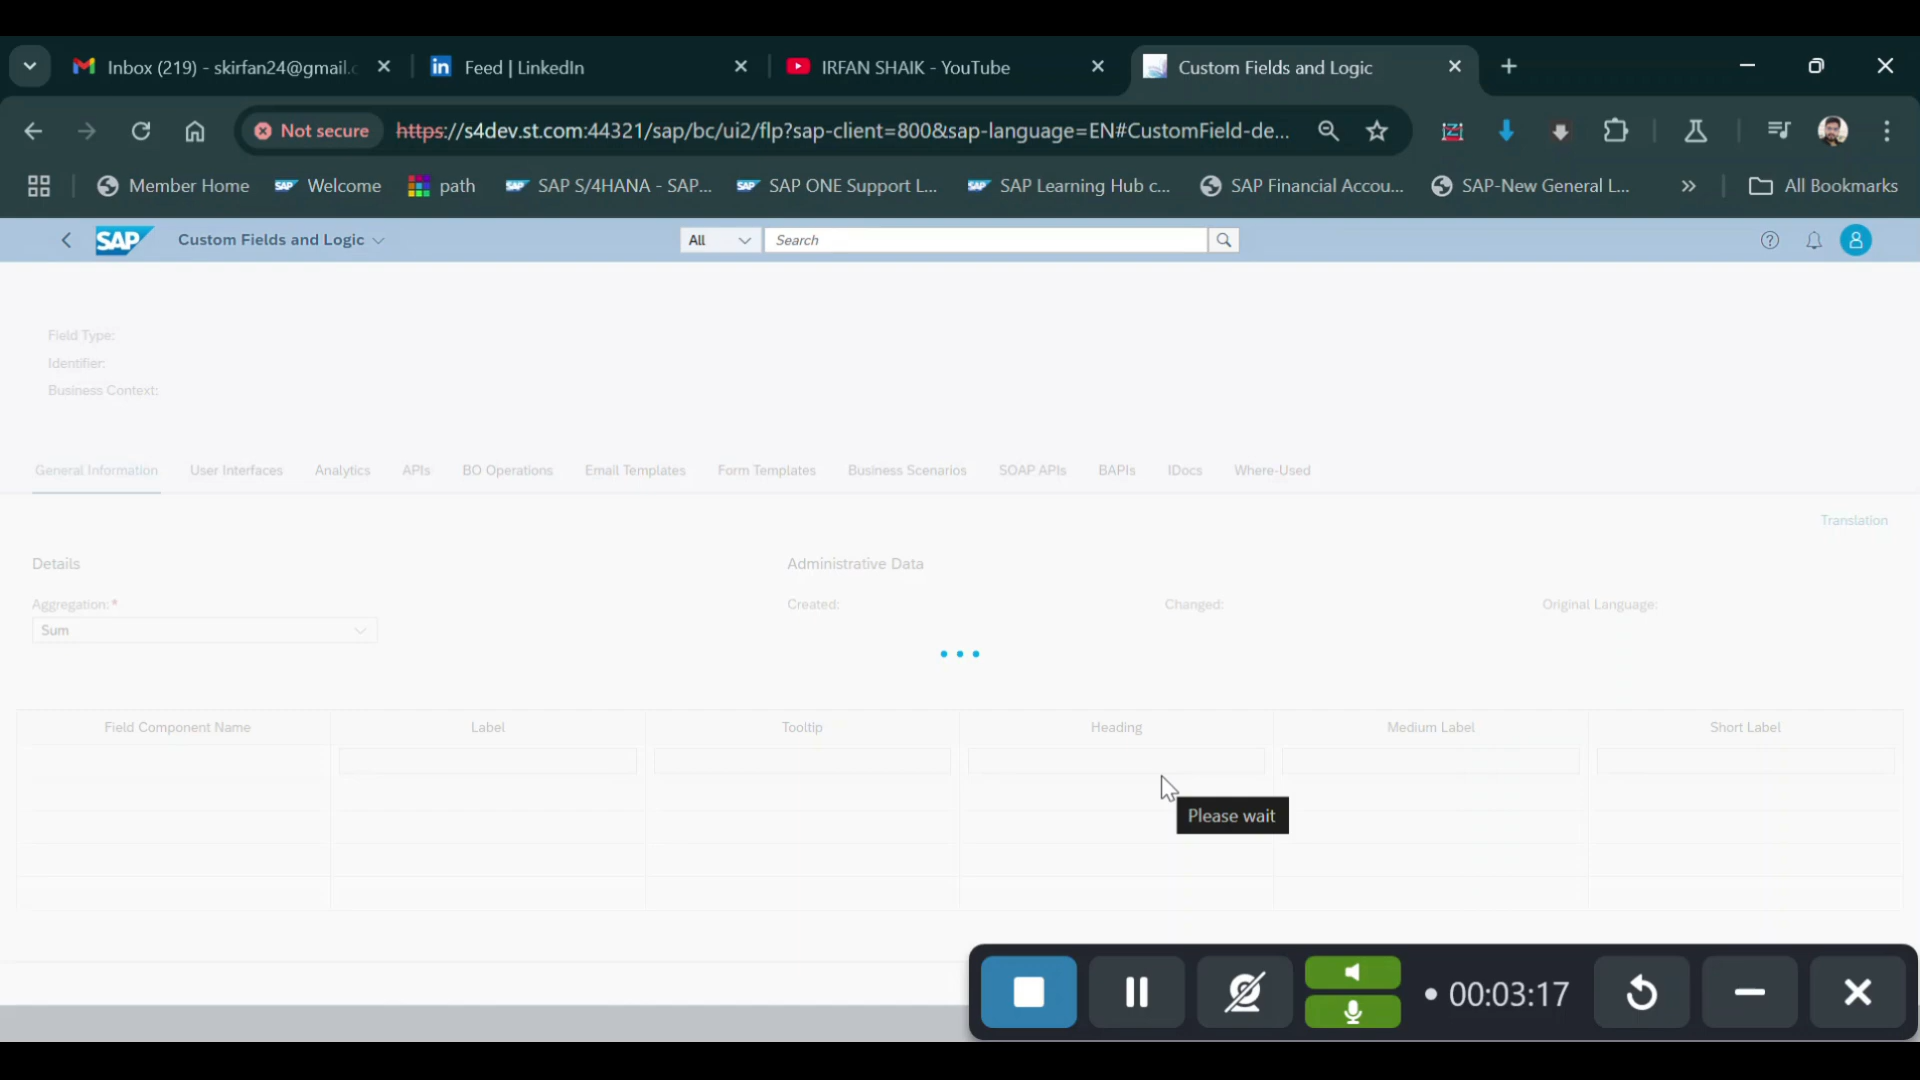 Inbox (219) - skirfan24@gmail.c
Feed | LinkedIn
IRFAN SHAIK - YouTube
Custom Fields and Logic
Not secure
https://s4dev.st.com:44321/sap/bc/ui2/flp?sap-client=800&sap-language=EN#CustomField-de...
Member Home
Welcome
path
SAP S/4HANA - SAP...
SAP ONE Support L...
SAP Learning Hub c...
SAP Financial Accou...
SAP-New General L...
All Bookmarks
SAP
Custom Fields and Logic
All
Search
Field Type:
Identifier:
Business Context:
General Information
User Interfaces
Analytics
APIs
BO Operations
Email Templates
Form Templates
Business Scenarios
SOAP APIs
BAPIs
IDocs
Where-Used
Translation
Details
Administrative Data
Aggregation:*
Created:
Changed:
Original Language:
Sum
Field Component Name
Label
Tooltip
Heading
Medium Label
Short Label
Please wait
00:03:17